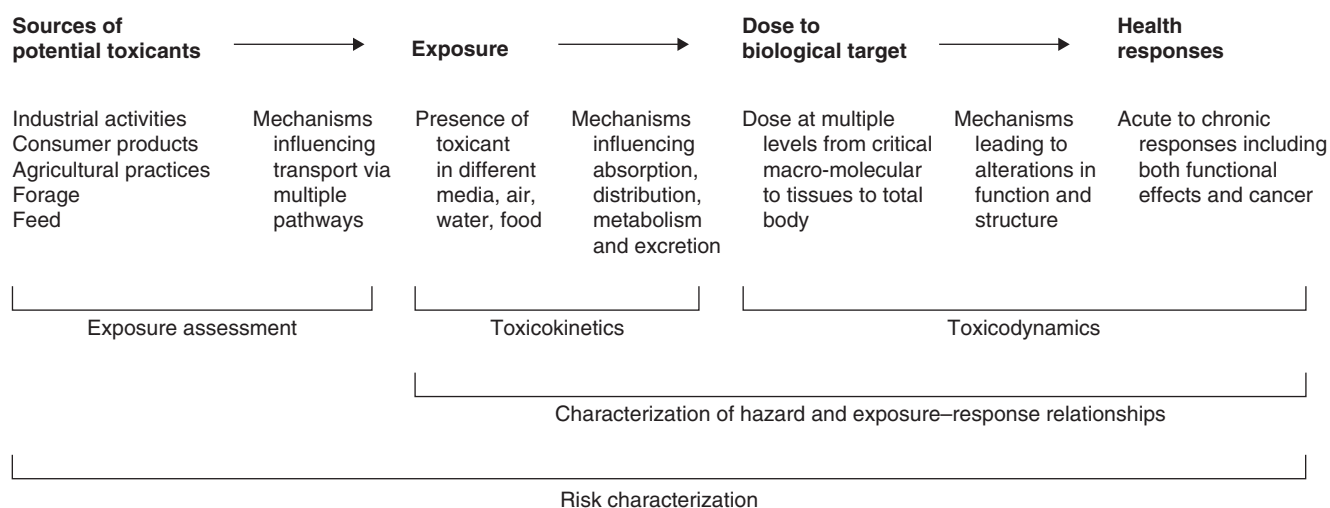 Sources of
potential toxicants
Exposure
Dose to
biological target
Health
responses
Industrial activities
Consumer products
Agricultural practices
Forage
Feed
Mechanisms
influencing
transport via
multiple
pathways
Presence of
toxicant
in different
media, air,
water, food
Mechanisms
influencing
absorption,
distribution,
metabolism
and excretion
Dose at multiple
levels from critical
macro-molecular
to tissues to total
body
Mechanisms
leading to
alterations in
function and
structure
Acute to chronic
responses including
both functional
effects and cancer
Exposure assessment
Toxicokinetics
Toxicodynamics
Characterization of hazard and exposure–response relationships
Risk characterization